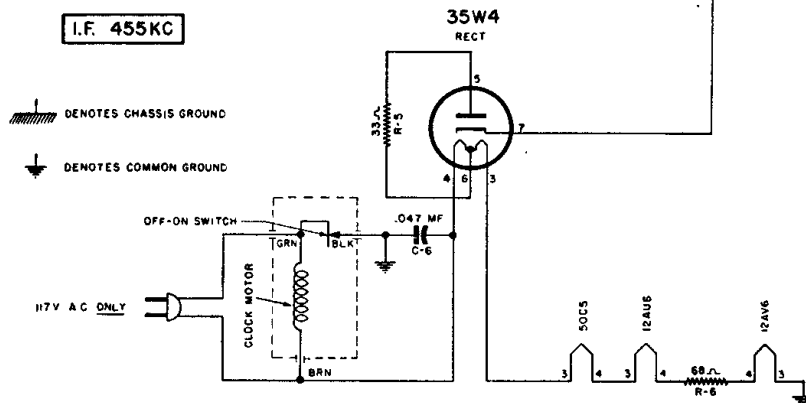 I.F. 455KC
35W4
RECT
DENOTES CHASSIS GROUND
DENOTES COMMON GROUND
5
33Ω
R-5
7
4 6 3
OFF-ON SWITCH
.047 MF
C-6
GRN
BLK
CLOCK MOTOR
117V A C ONLY
BRN
50C5
12AU6
12AV6
3 4 3 4 68Ω 4 3
R-6